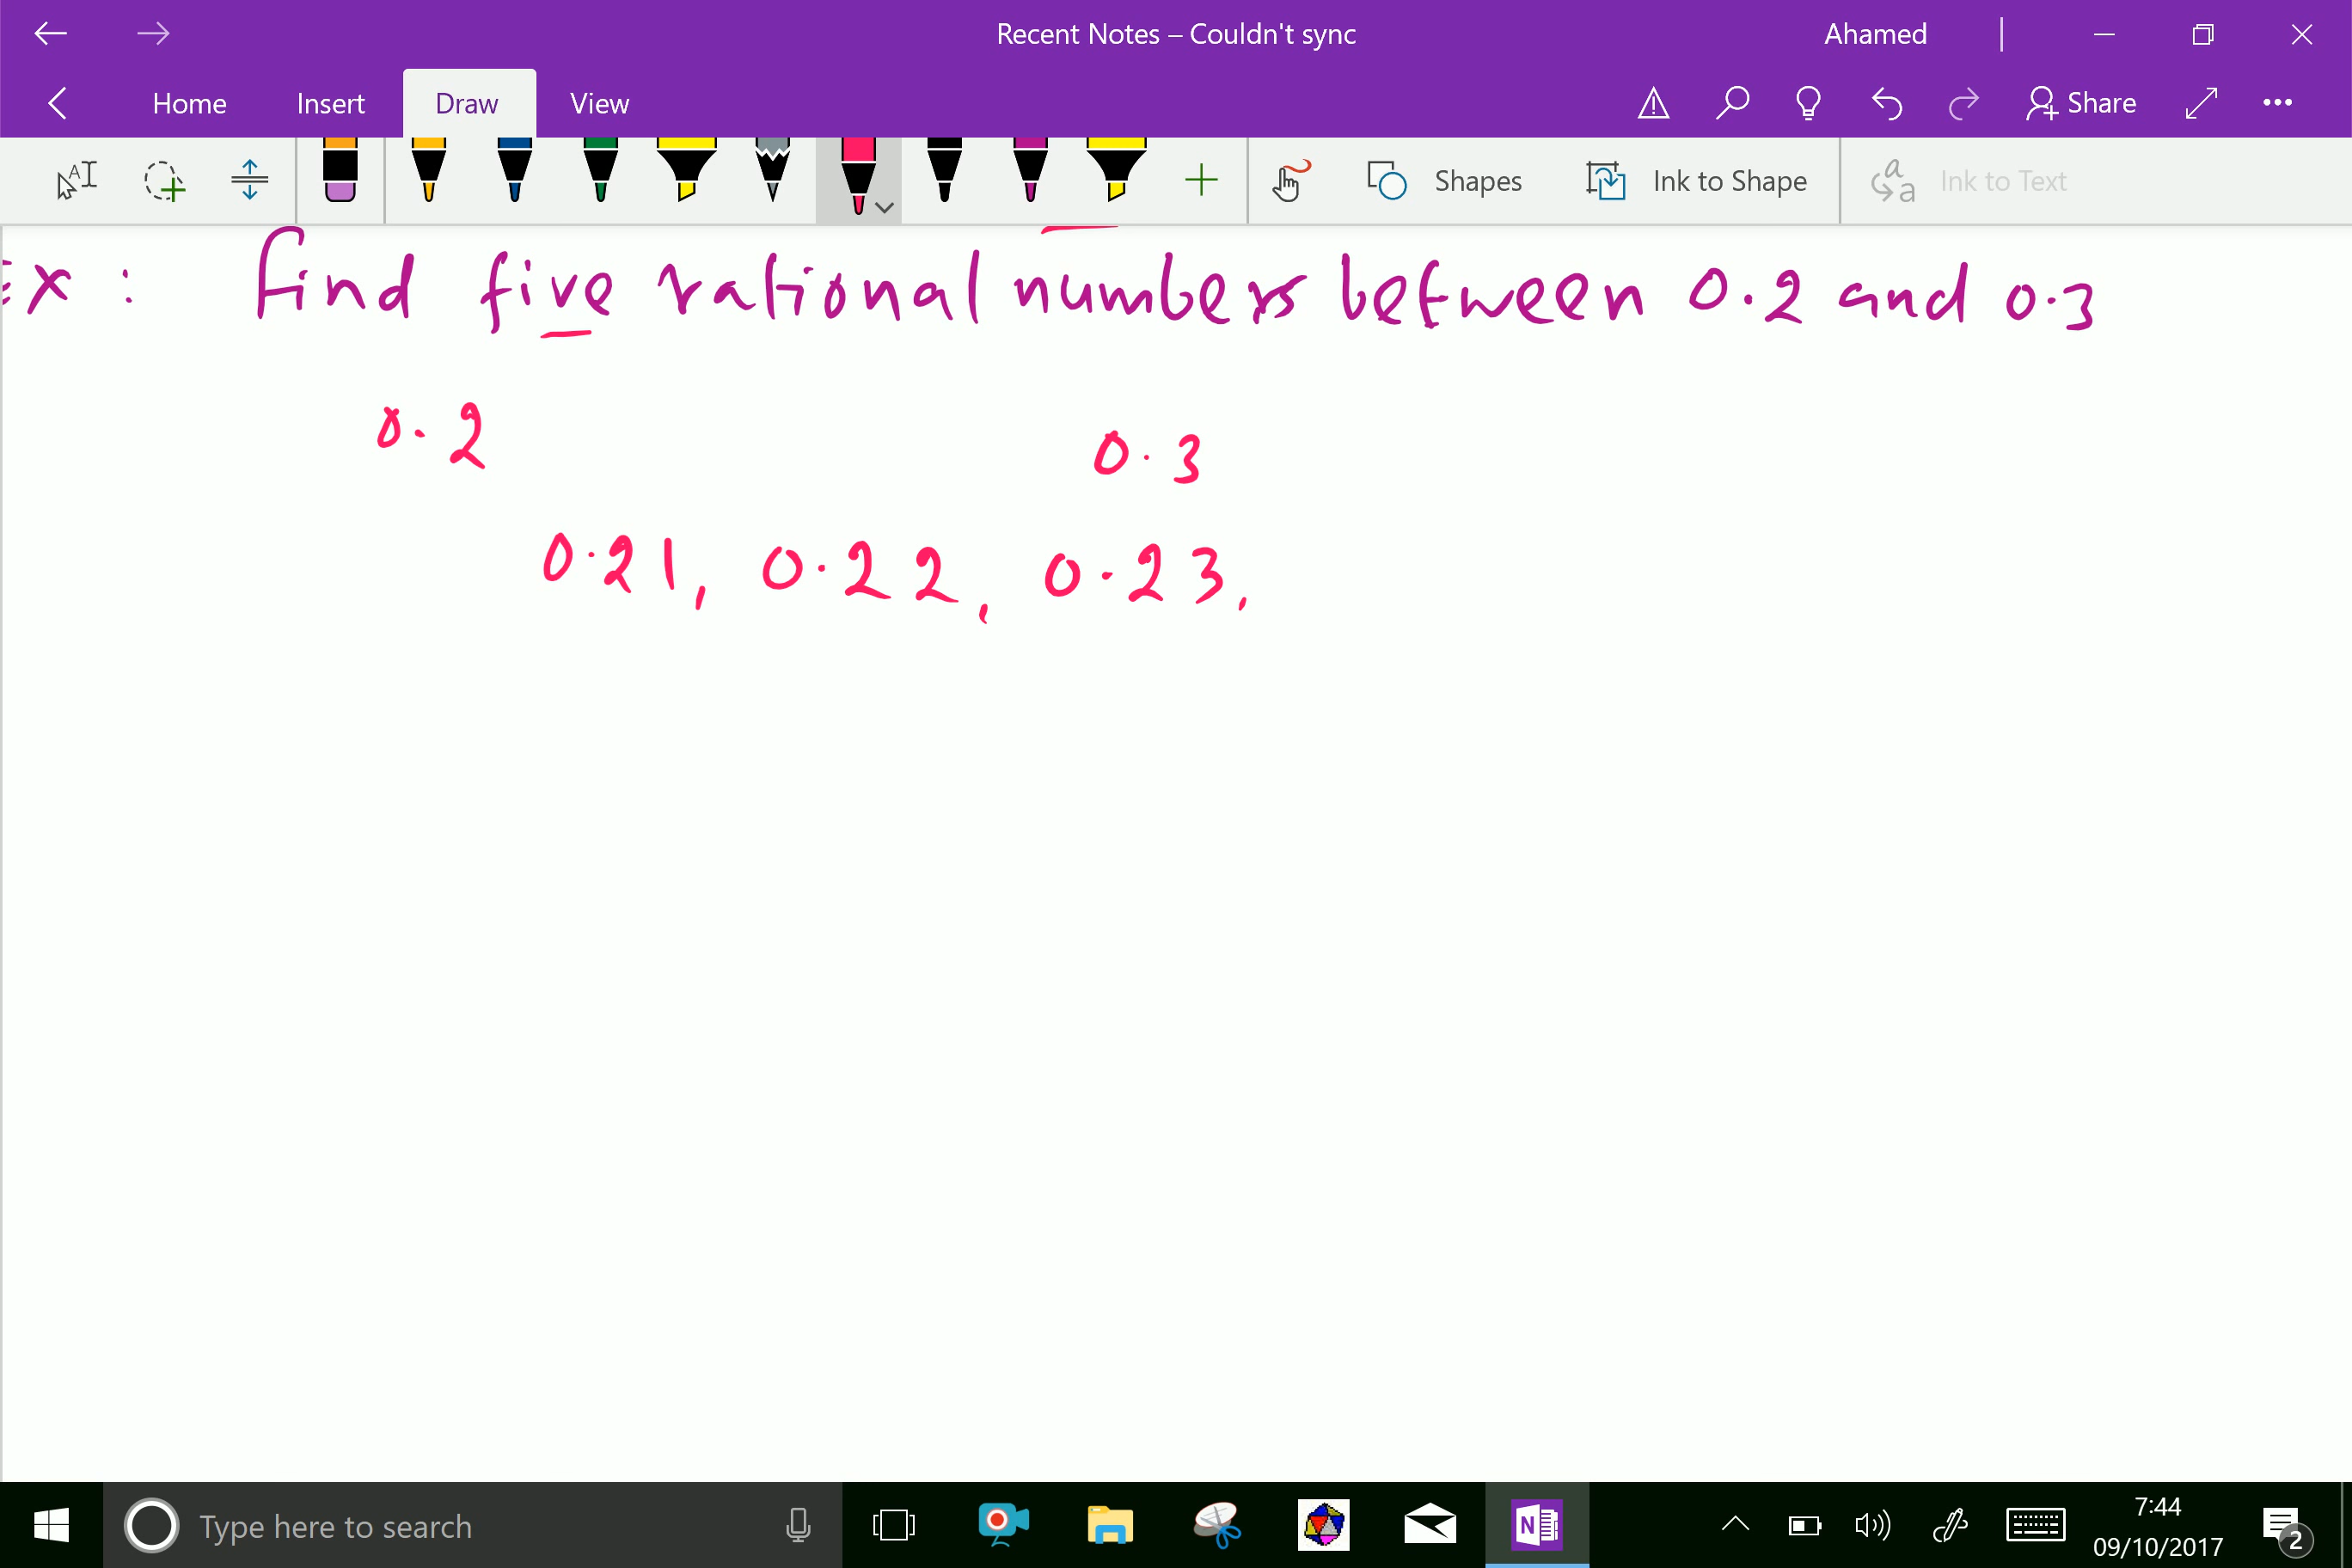 Recent Notes – Couldn't sync
Ahamed
Home Insert Draw View Share
Shapes Ink to Shape Ink to Text
x : find five rational numbers between 0.2 and 0.3
0.2 0.3
0.21, 0.22, 0.23,
Type here to search
7:44
09/10/2017
2